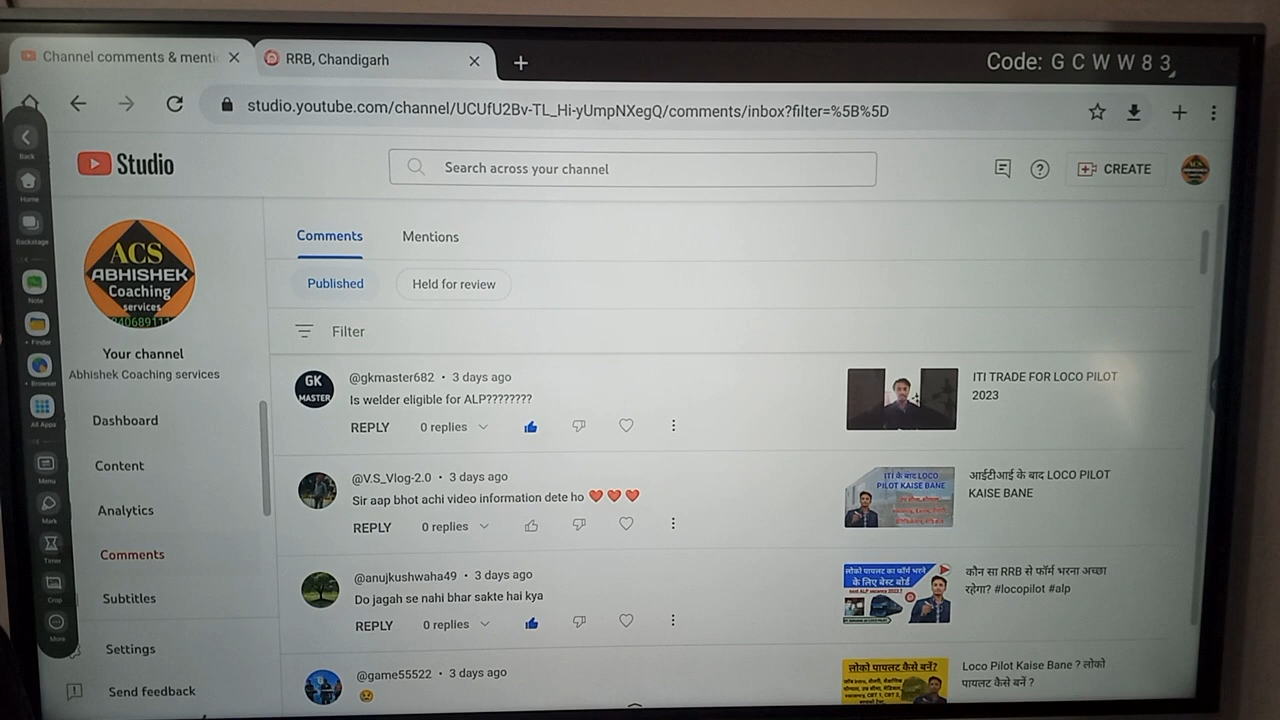 Channel comments & menti
RRB, Chandigarh
Code: G C W W 8 3
studio.youtube.com/channel/UCUfU2Bv-TL_Hi-yUmpNXegQ/comments/inbox?filter=%5B%5D
Back
Home
Backstage
Note
Finder
Browser
All Apps
Menu
Mark
Timer
Crop
More
Studio
Search across your channel
CREATE
ACS
ABHISHEK
Coaching
services
Your channel
Abhishek Coaching services
Dashboard
Content
Analytics
Comments
Subtitles
Settings
Send feedback
Comments
Mentions
Published
Held for review
Filter
GK
MASTER
@gkmaster682 • 3 days ago
Is welder eligible for ALP????????
REPLY 0 replies
ITI TRADE FOR LOCO PILOT
2023
@V.S_Vlog-2.0 • 3 days ago
Sir aap bhot achi video information dete ho ❤️❤️❤️
REPLY 0 replies
ITI के बाद LOCO
PILOT KAISE BANE
आईटीआई के बाद LOCO PILOT
KAISE BANE
@anujkushwaha49 • 3 days ago
Do jagah se nahi bhar sakte hai kya
REPLY 0 replies
लोको पायलट का फॉर्म भरने
के लिए बेस्ट बोर्ड
कौन सा RRB से फॉर्म भरना अच्छा
रहेगा? #locopilot #alp
@game55522 • 3 days ago
😢
लोको पायलट कैसे बनें?
Loco Pilot Kaise Bane ? लोको
पायलट कैसे बनें ?